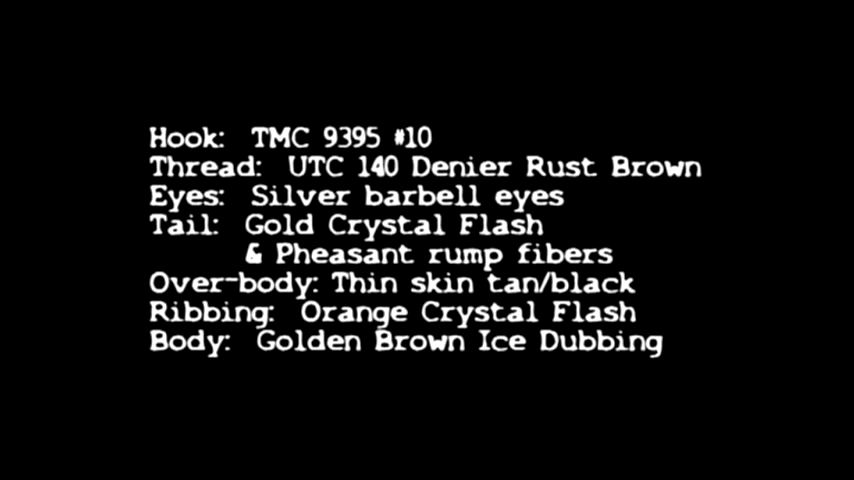 Hook: TMC 9395 #10
Thread: UTC 140 Denier Rust Brown
Eyes: Silver barbell eyes
Tail: Gold Crystal Flash
& Pheasant rump fibers
Over-body: Thin skin tan/black
Ribbing: Orange Crystal Flash
Body: Golden Brown Ice Dubbing